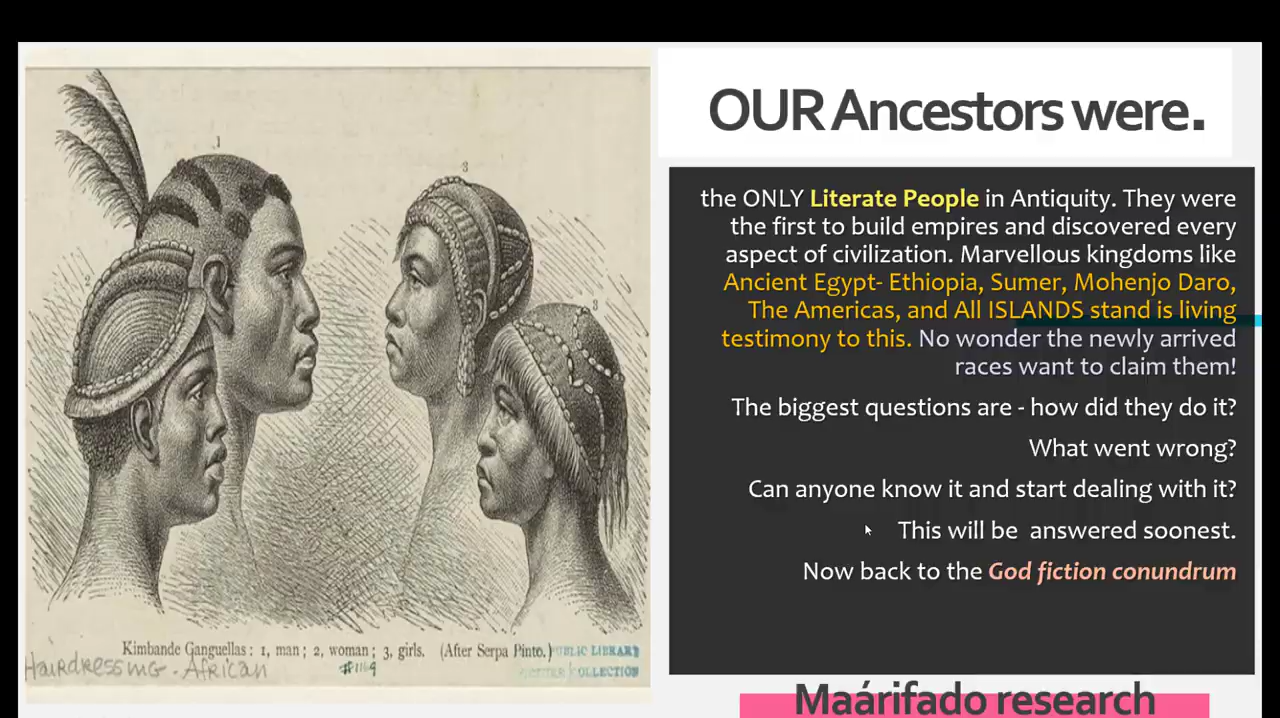 1
3
2
3
Kimbande Ganguellas : 1, man ; 2, woman ; 3, girls. (After Serpa Pinto.)
PUBLIC LIBRARY
Hairdressing - African
#1169
COLLECTION
OUR Ancestors were.
the ONLY Literate People in Antiquity. They were
the first to build empires and discovered every
aspect of civilization. Marvellous kingdoms like
Ancient Egypt- Ethiopia, Sumer, Mohenjo Daro,
The Americas, and All ISLANDS stand is living
testimony to this. No wonder the newly arrived
races want to claim them!
The biggest questions are - how did they do it?
What went wrong?
Can anyone know it and start dealing with it?
This will be answered soonest.
Now back to the God fiction conundrum
Maárifado research